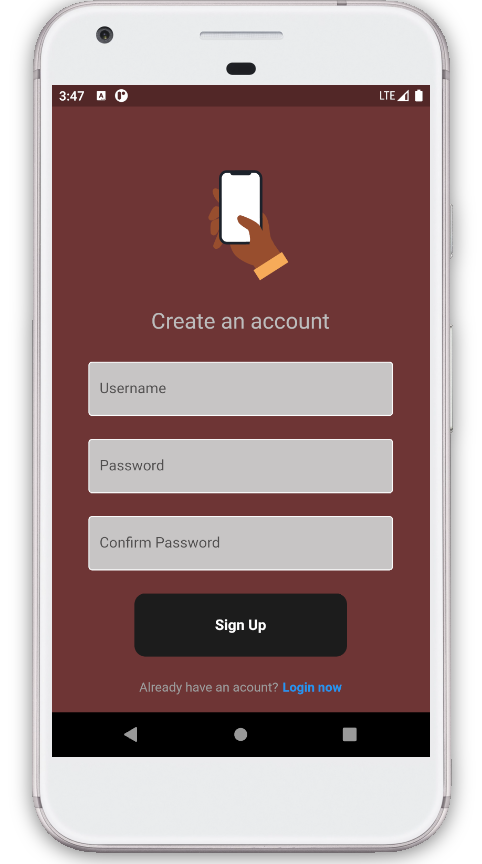 3:47 A LTE
Create an account
Username
Password
Confirm Password
Sign Up
Already have an acount? Login now